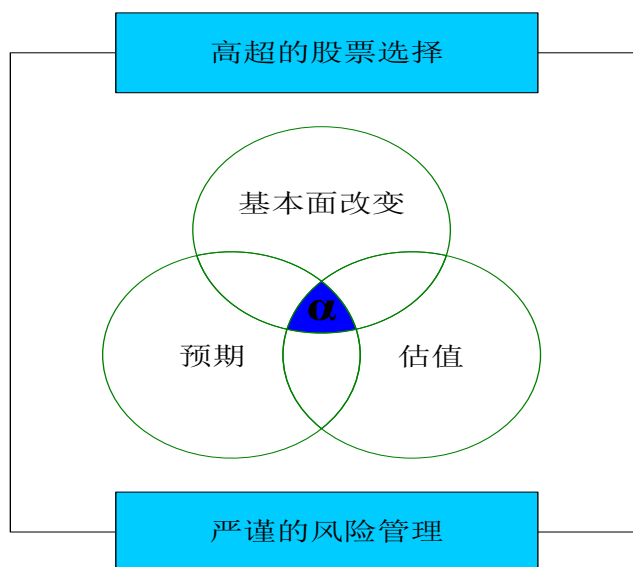 高超的股票选择
基本面改变
α
预期
估值
严谨的风险管理